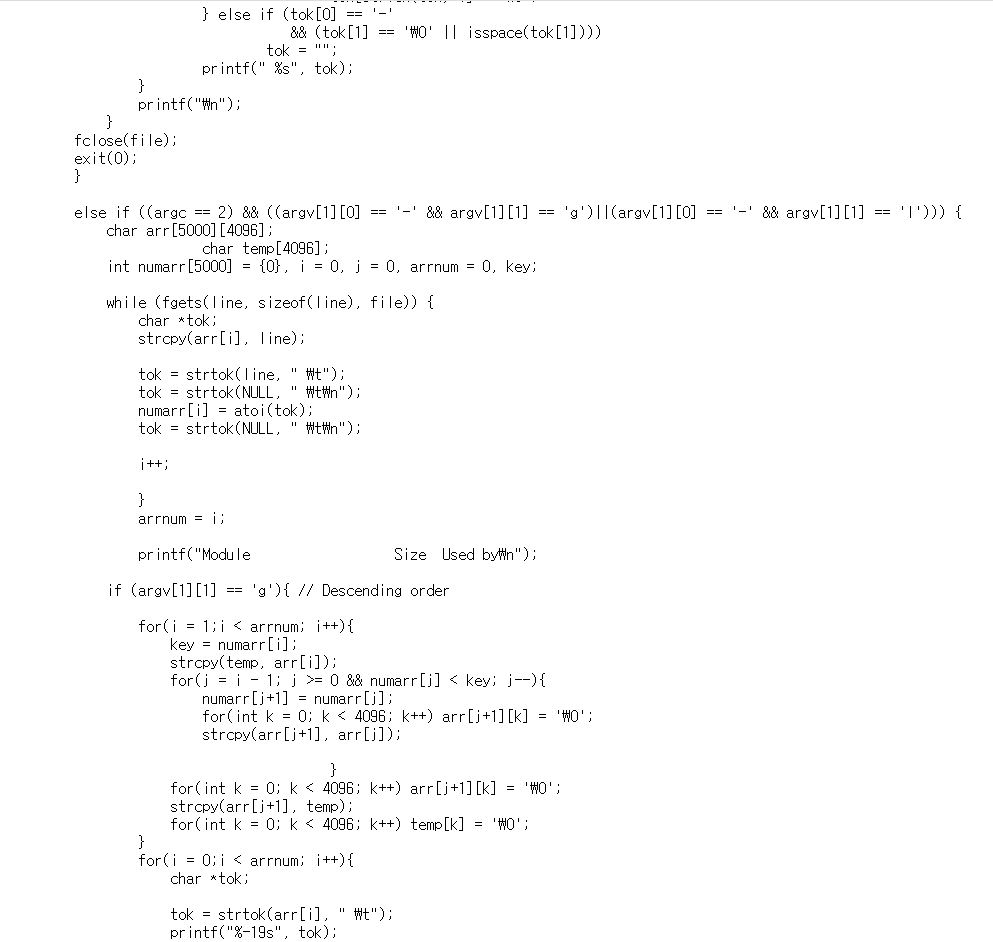 } else if (tok[0] == '-'
&& (tok[1] == '₩0' || isspace(tok[1])))
tok = "";
printf(" %s", tok);
}
printf("₩n");
}
fclose(file);
exit(0);
}
else if ((argc == 2) && ((argv[1][0] == '-' && argv[1][1] == 'g')||(argv[1][0] == '-' && argv[1][1] == 'l'))) {
char arr[5000][4096];
char temp[4096];
int numarr[5000] = {0}, i = 0, j = 0, arrnum = 0, key;
while (fgets(line, sizeof(line), file)) {
char *tok;
strcpy(arr[i], line);
tok = strtok(line, " ₩t");
tok = strtok(NULL, " ₩t₩n");
numarr[i] = atoi(tok);
tok = strtok(NULL, " ₩t₩n");
i++;
}
arrnum = i;
printf("Module                  Size  Used by₩n");
if (argv[1][1] == 'g'){ // Descending order
for(i = 1;i < arrnum; i++){
key = numarr[i];
strcpy(temp, arr[i]);
for(j = i - 1; j >= 0 && numarr[j] < key; j--){
numarr[j+1] = numarr[j];
for(int k = 0; k < 4096; k++) arr[j+1][k] = '₩0';
strcpy(arr[j+1], arr[j]);
}
for(int k = 0; k < 4096; k++) arr[j+1][k] = '₩0';
strcpy(arr[j+1], temp);
for(int k = 0; k < 4096; k++) temp[k] = '₩0';
}
for(i = 0;i < arrnum; i++){
char *tok;
tok = strtok(arr[i], " ₩t");
printf("%-19s", tok);